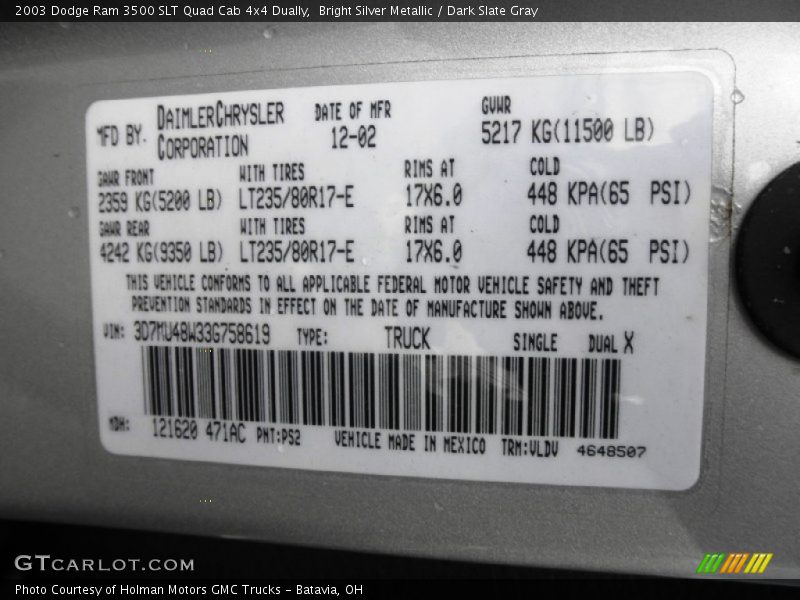 2003 Dodge Ram 3500 SLT Quad Cab 4x4 Dually,  Bright Silver Metallic / Dark Slate Gray
MFD BY. DAIMLERCHRYSLER CORPORATION DATE OF MFR 12-02 GVWR 5217 KG(11500 LB)
GAWR FRONT WITH TIRES RIMS AT COLD
2359 KG(5200 LB) LT235/80R17-E 17X6.0 448 KPA(65 PSI)
GAWR REAR WITH TIRES RIMS AT COLD
4242 KG(9350 LB) LT235/80R17-E 17X6.0 448 KPA(65 PSI)
THIS VEHICLE CONFORMS TO ALL APPLICABLE FEDERAL MOTOR VEHICLE SAFETY AND THEFT
PREVENTION STANDARDS IN EFFECT ON THE DATE OF MANUFACTURE SHOWN ABOVE.
VIN: 3D7MU48W33G758619 TYPE: TRUCK SINGLE DUAL X
MDH: 121620 471AC PNT:PS2 VEHICLE MADE IN MEXICO TRM:VLDV 4648507
GTCARLOT.COM
Photo Courtesy of Holman Motors GMC Trucks - Batavia, OH